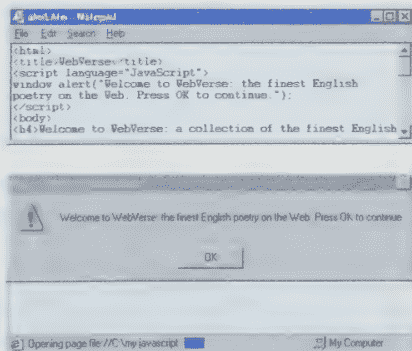 Notepad
File Edit Search Help
<html>
<title>WebVerse</title>
<script language="JavaScript">
window alert("Welcome to WebVerse: the finest English
poetry on the Web. Press OK to continue.");
</script>
<body>
<h4>Welcome to WebVerse: a collection of the finest English
Welcome to WebVerse: the finest English poetry on the Web. Press OK to continue
OK
Opening page file://C:\my javascript
My Computer